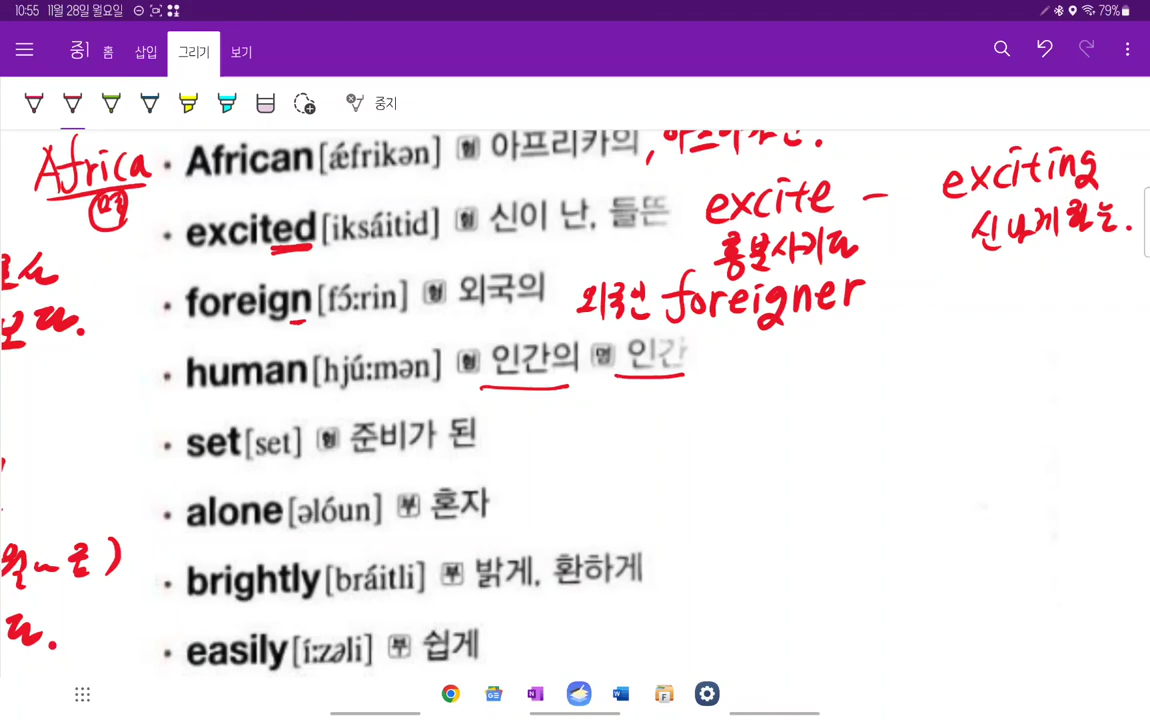 10:55 11월 28일 월요일
79%
중1 홈 삽입 그리기 보기
중지
Africa
명
• African[ǽfrikən] 형 아프리카의,
• excited[iksáitid] 형 신이 난, 들뜬
excite – exciting
흥분시키다 신나게 하는.
• foreign[fɔ́:rin] 형 외국의 외국인 foreigner
• human[hjú:mən] 형 인간의 명 인간
• set[set] 형 준비가 된
• alone[əlóun] 부 혼자
• brightly[bráitli] 부 밝게, 환하게
• easily[í:zəli] 부 쉽게